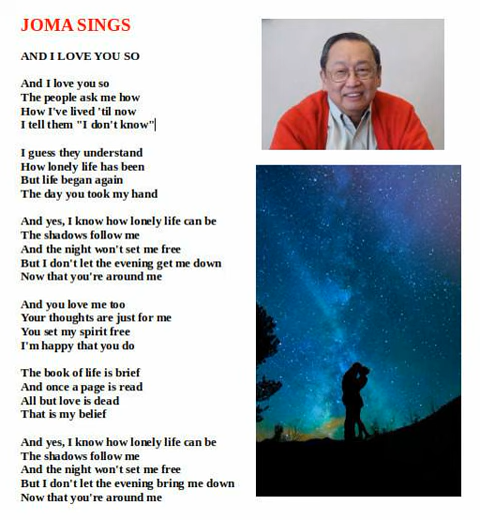 JOMA SINGS
AND I LOVE YOU SO
And I love you so
The people ask me how
How I've lived 'til now
I tell them "I don't know"
I guess they understand
How lonely life has been
But life began again
The day you took my hand
And yes, I know how lonely life can be
The shadows follow me
And the night won't set me free
But I don't let the evening get me down
Now that you're around me
And you love me too
Your thoughts are just for me
You set my spirit free
I'm happy that you do
The book of life is brief
And once a page is read
All but love is dead
That is my belief
And yes, I know how lonely life can be
The shadows follow me
And the night won't set me free
But I don't let the evening bring me down
Now that you're around me